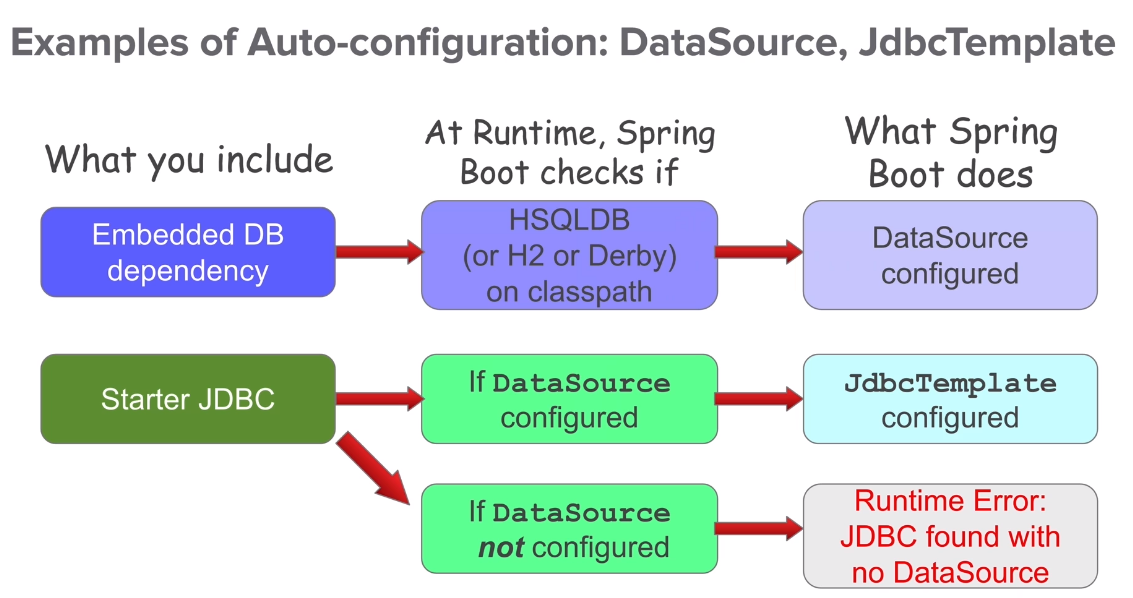 Examples of Auto-configuration: DataSource, JdbcTemplate
What you include
At Runtime, Spring
Boot checks if
What Spring
Boot does
Embedded DB
dependency
HSQLDB
(or H2 or Derby)
on classpath
DataSource
configured
Starter JDBC
If DataSource
configured
JdbcTemplate
configured
If DataSource
not configured
Runtime Error:
JDBC found with
no DataSource